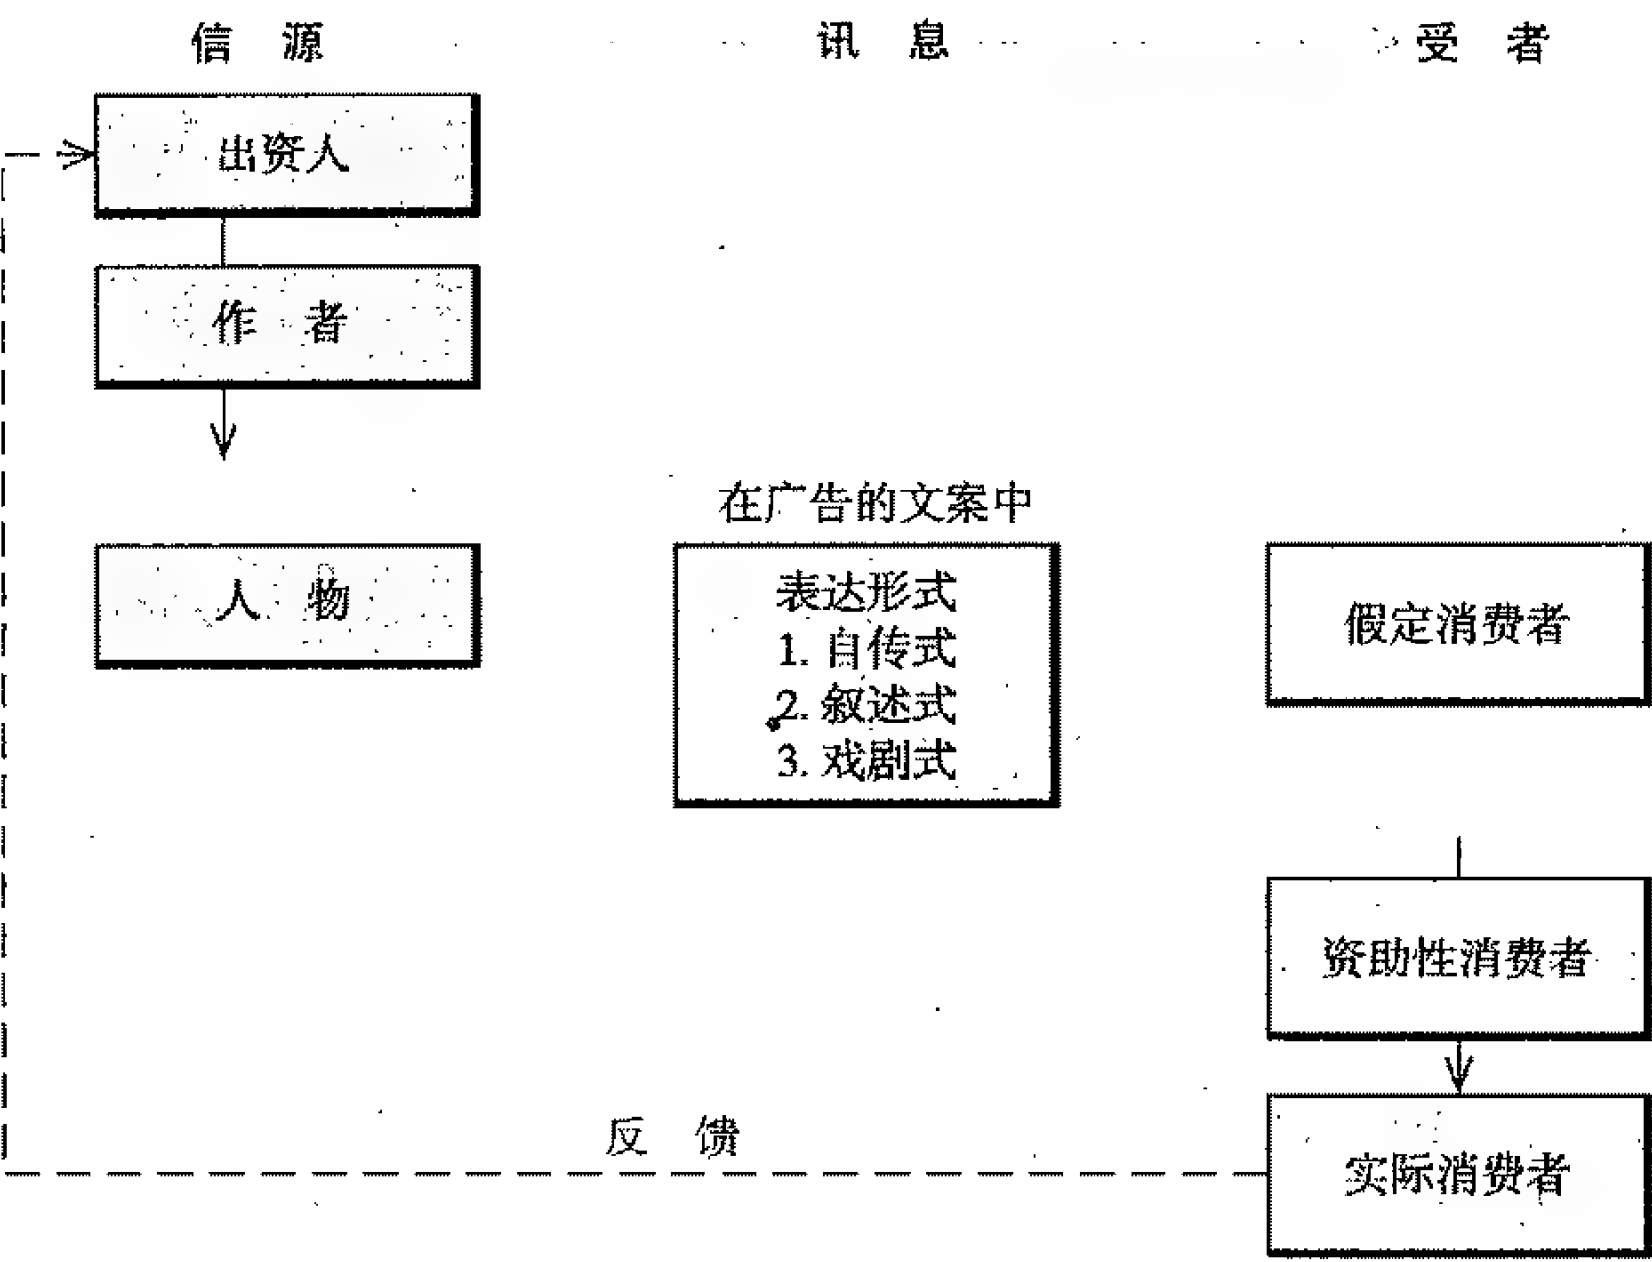 信 源 讯 息 受 者
出资人
作 者
人 物
在广告的文案中
表达形式
1. 自传式
2. 叙述式
3. 戏剧式
假定消费者
资助性消费者
实际消费者
反 馈